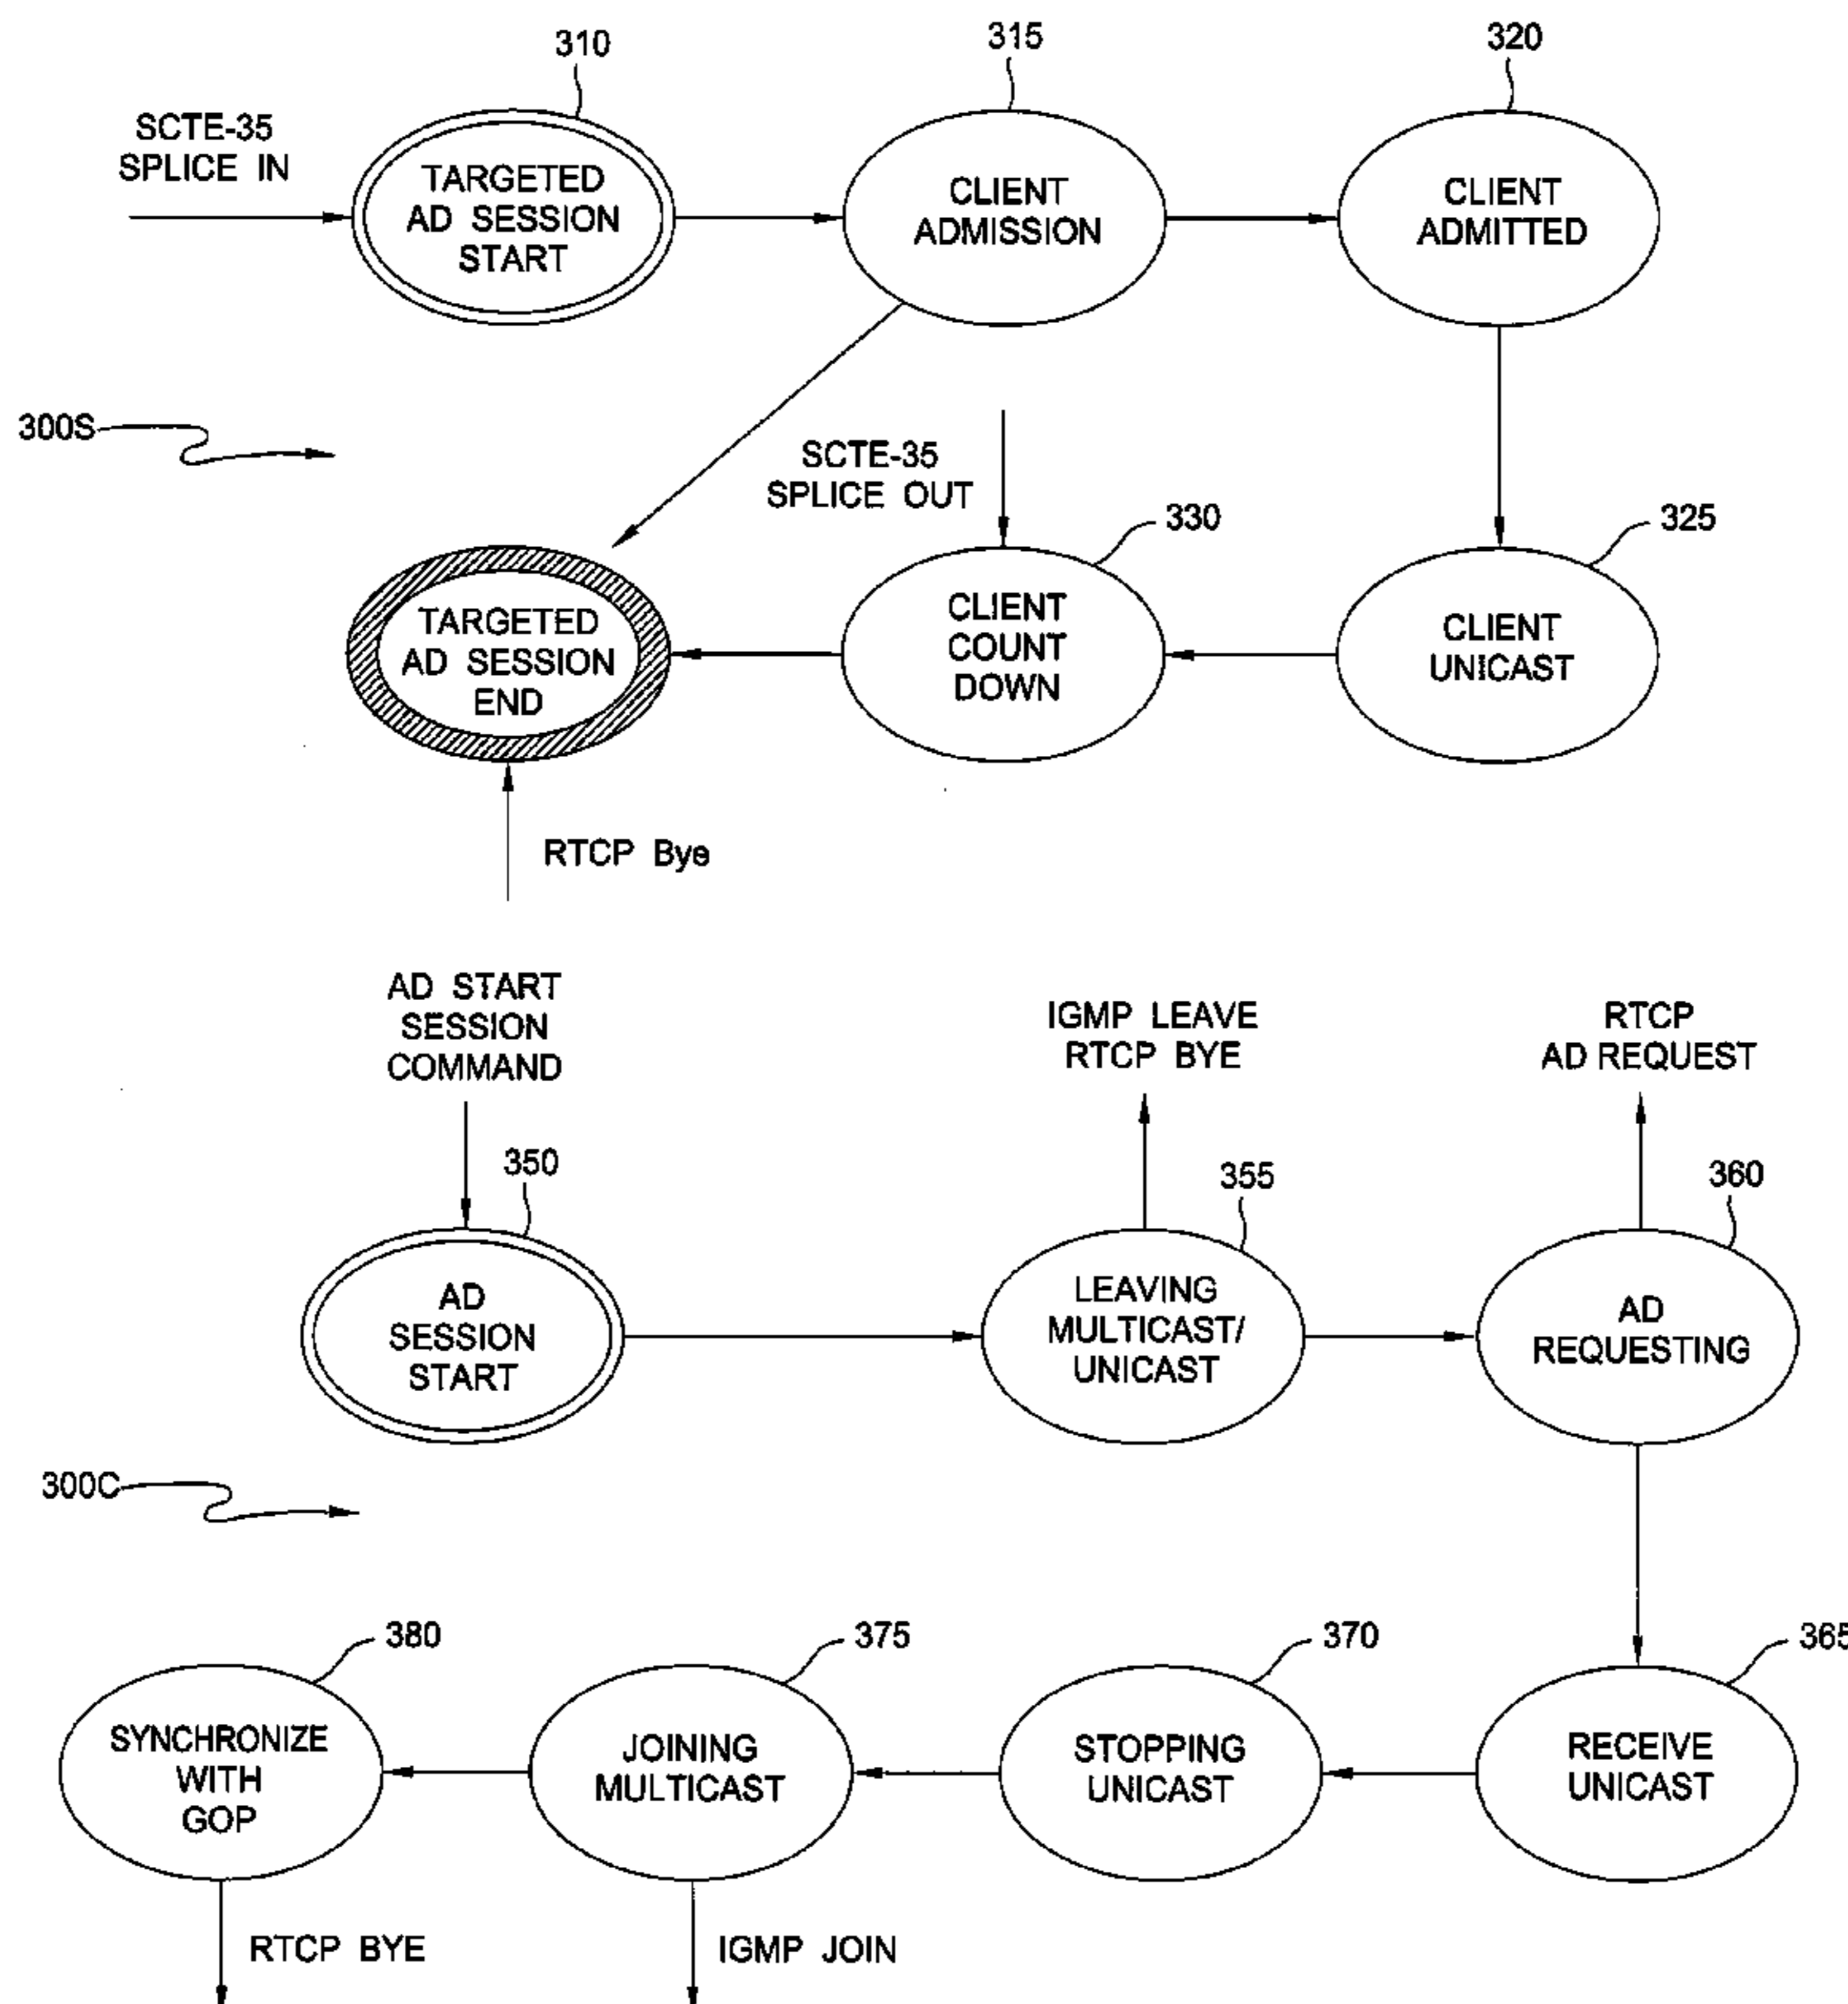 310
315
320
SCTE-35
SPLICE IN
TARGETED
AD SESSION
START
CLIENT
ADMISSION
CLIENT
ADMITTED
300S
SCTE-35
SPLICE OUT
330
325
TARGETED
AD SESSION
END
CLIENT
COUNT
DOWN
CLIENT
UNICAST
RTCP Bye
AD START
SESSION
COMMAND
IGMP LEAVE
RTCP BYE
RTCP
AD REQUEST
350
355
360
AD
SESSION
START
LEAVING
MULTICAST/
UNICAST
AD
REQUESTING
300C
380
375
370
365
SYNCHRONIZE
WITH
GOP
JOINING
MULTICAST
STOPPING
UNICAST
RECEIVE
UNICAST
RTCP BYE
IGMP JOIN